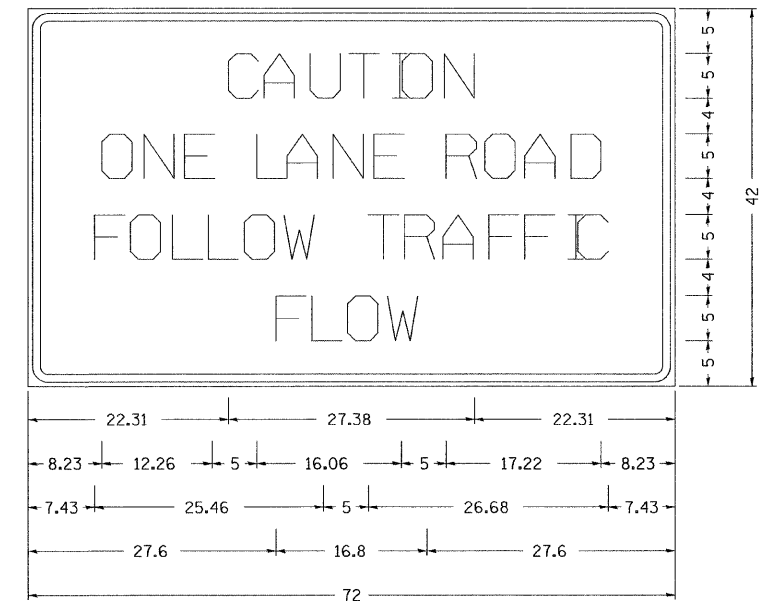 CAUTION
ONE LANE ROAD
FOLLOW TRAFFIC
FLOW
5
5
4
5
4
5
4
5
5
42
22.31 27.38 22.31
8.23 12.26 5 16.06 5 17.22 8.23
7.43 25.46 5 26.68 7.43
27.6 16.8 27.6
72